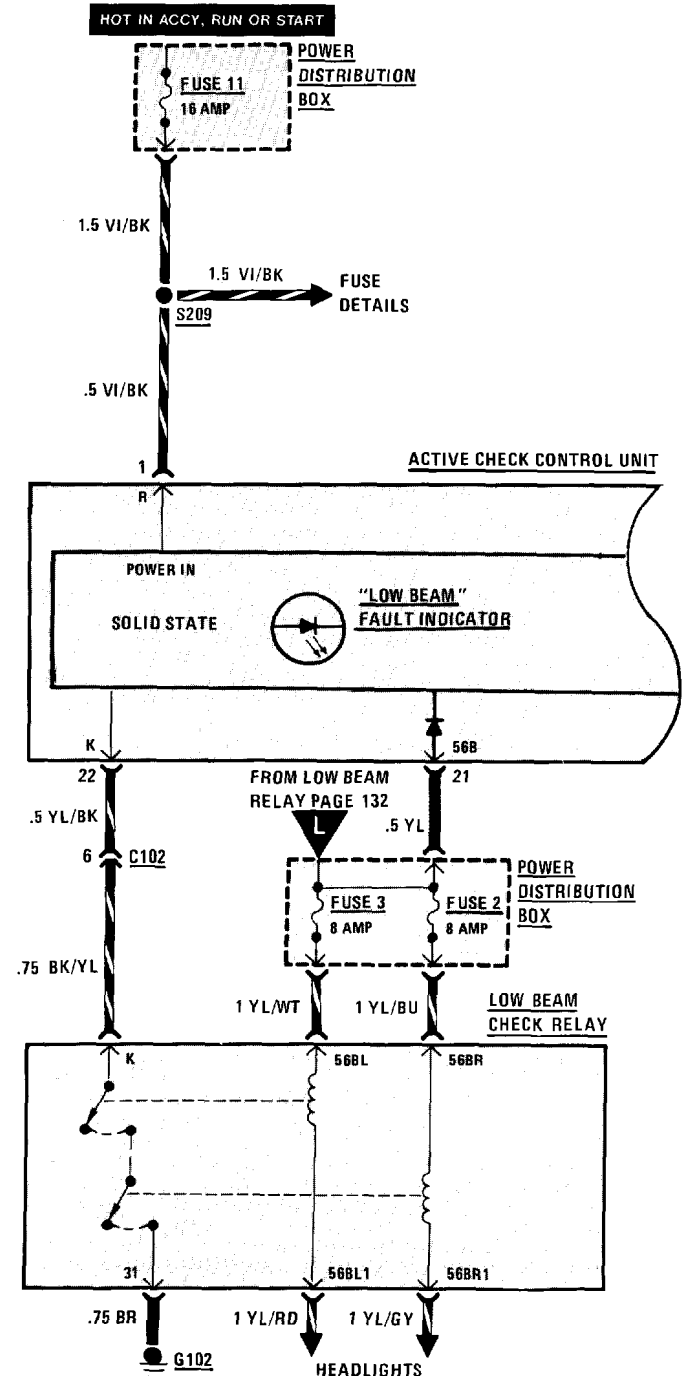 HOT IN ACCY, RUN OR START
POWER
DISTRIBUTION
BOX
FUSE 11
16 AMP
1.5 VI/BK
1.5 VI/BK
FUSE
DETAILS
S209
.5 VI/BK
1
ACTIVE CHECK CONTROL UNIT
R
POWER IN
SOLID STATE
"LOW BEAM"
FAULT INDICATOR
K
56B
22
FROM LOW BEAM
RELAY PAGE 132
21
.5 YL/BK
L
.5 YL
6 C102
POWER
DISTRIBUTION
BOX
FUSE 3
8 AMP
FUSE 2
8 AMP
.75 BK/YL
1 YL/WT
1 YL/BU
LOW BEAM
CHECK RELAY
K
56BL
56BR
31
56BL1
56BR1
.75 BR
1 YL/RD
1 YL/GY
G102
HEADLIGHTS